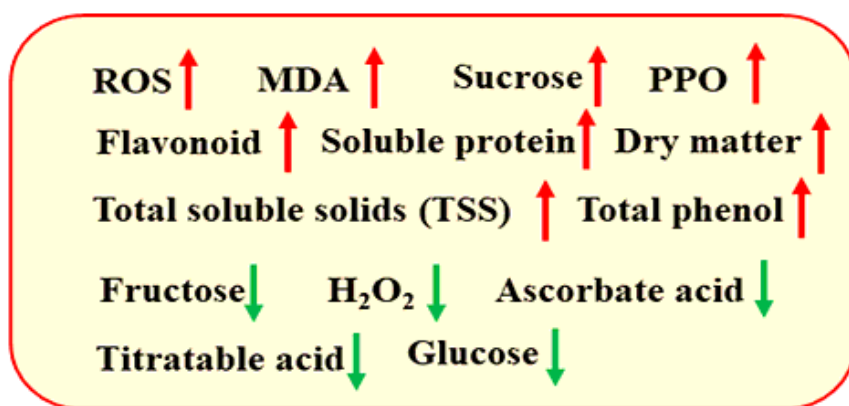 ROS MDA Sucrose PPO
Flavonoid Soluble protein Dry matter
Total soluble solids (TSS) Total phenol
Fructose H₂O₂ Ascorbate acid
Titratable acid Glucose